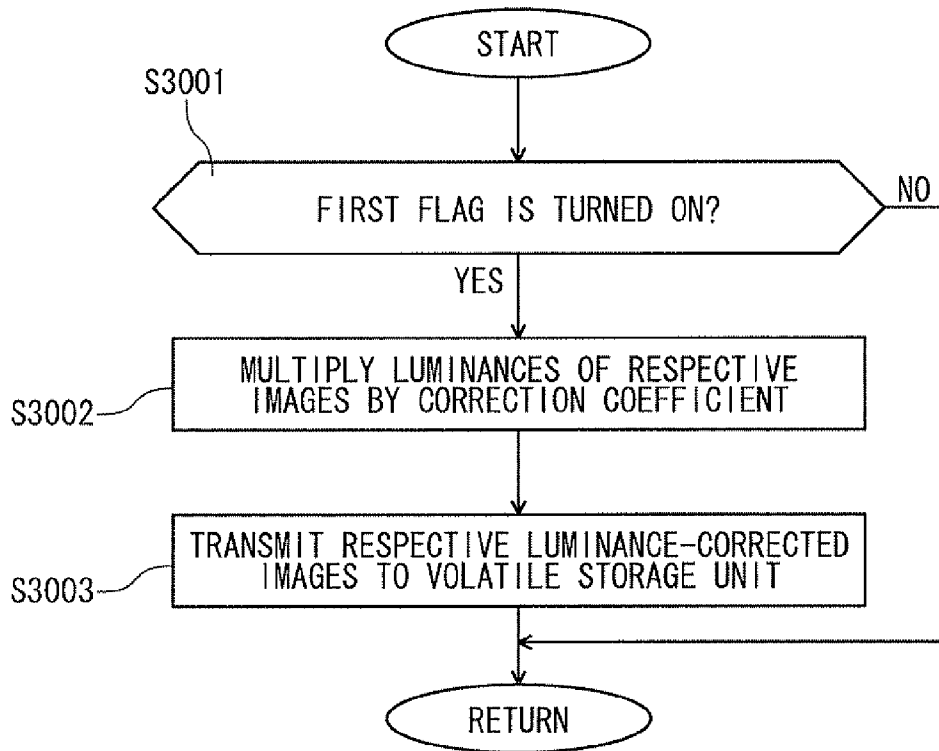 START
S3001
FIRST FLAG IS TURNED ON?
NO
YES
MULTIPLY LUMINANCES OF RESPECTIVE
IMAGES BY CORRECTION COEFFICIENT
S3002
TRANSMIT RESPECTIVE LUMINANCE-CORRECTED
IMAGES TO VOLATILE STORAGE UNIT
S3003
RETURN